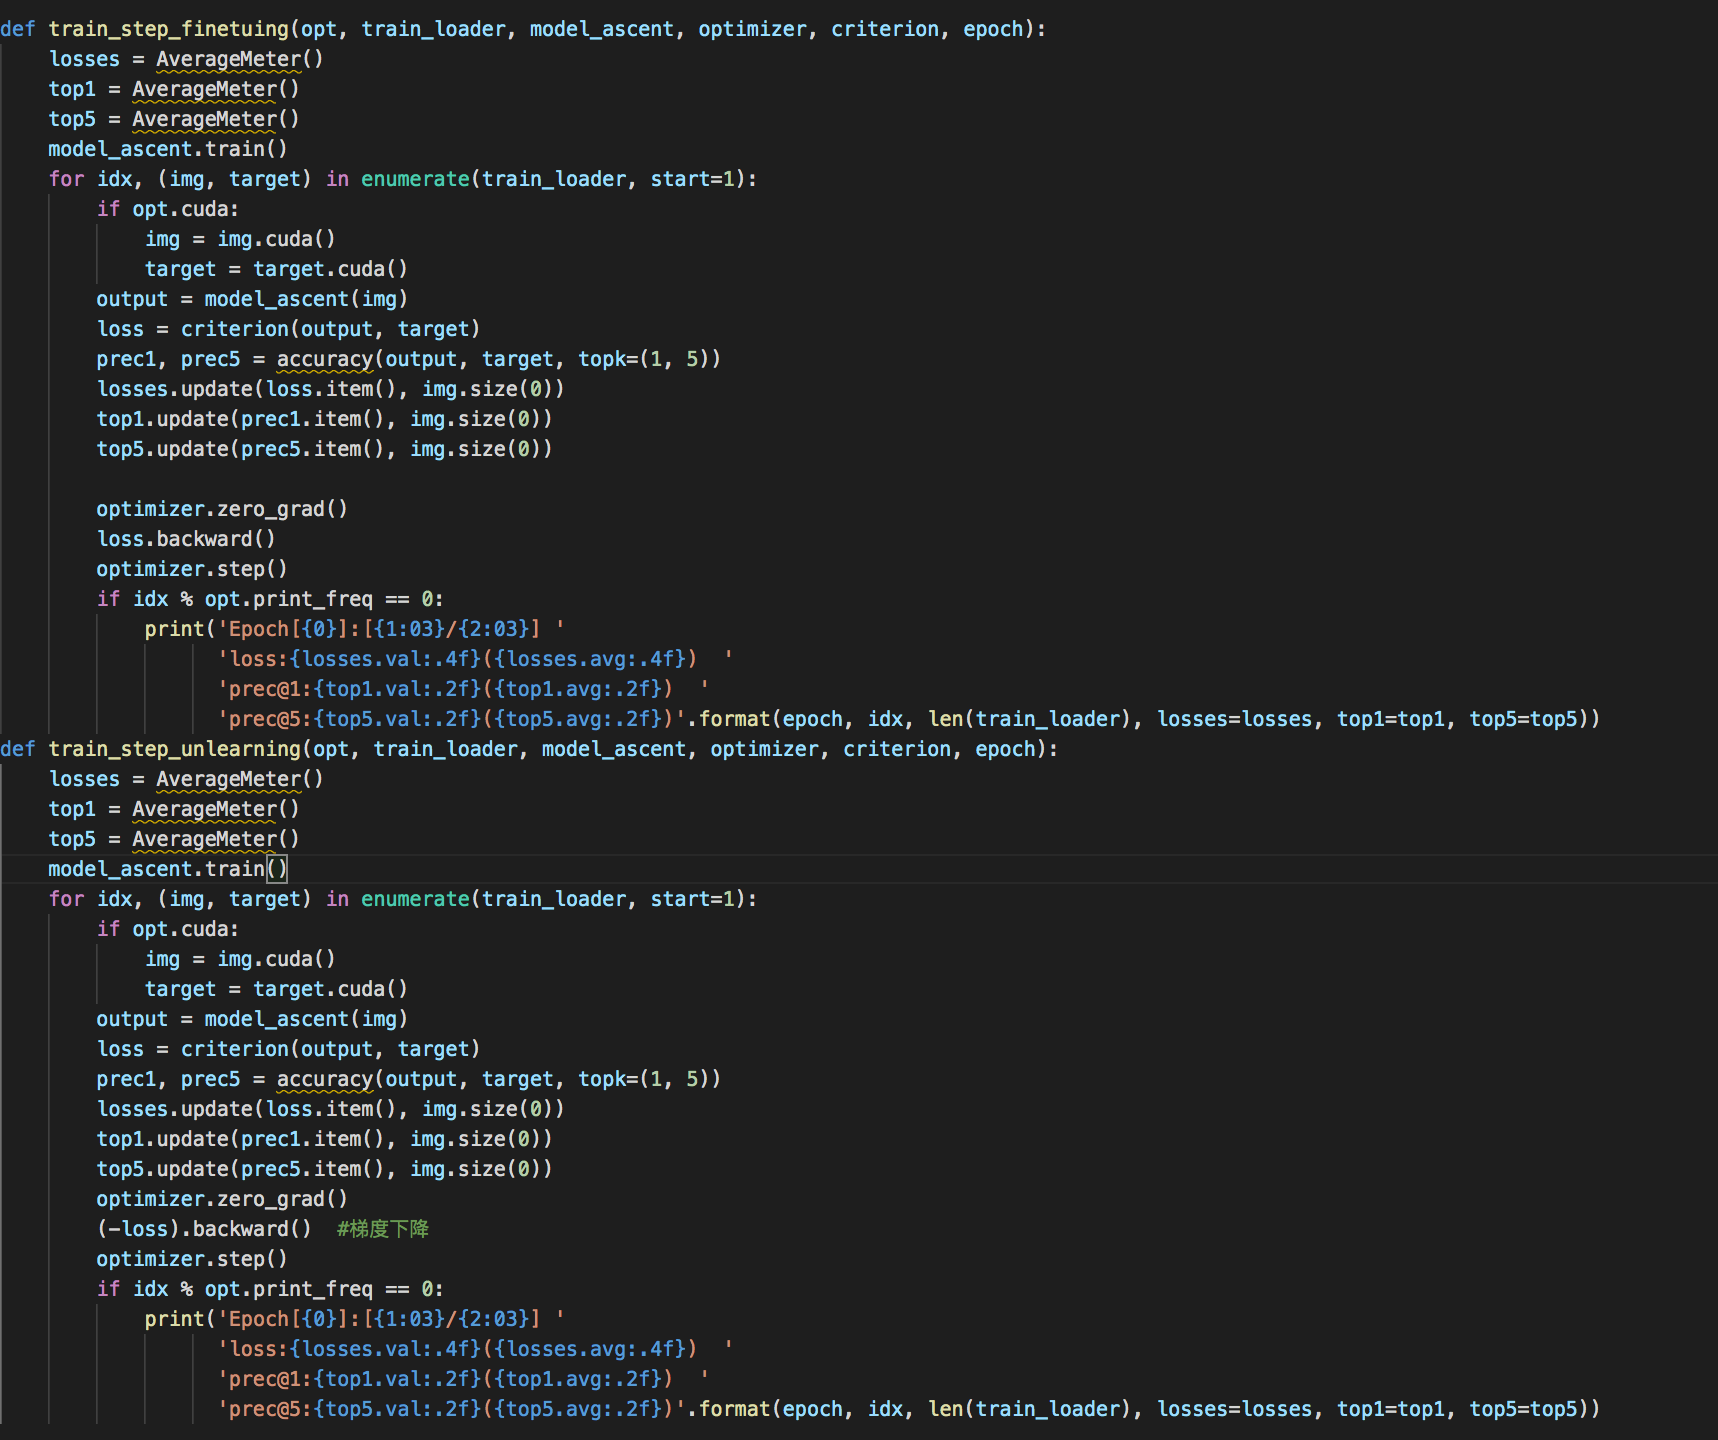 def train_step_finetuing(opt, train_loader, model_ascent, optimizer, criterion, epoch):
    losses = AverageMeter()
    top1 = AverageMeter()
    top5 = AverageMeter()
    model_ascent.train()
    for idx, (img, target) in enumerate(train_loader, start=1):
        if opt.cuda:
            img = img.cuda()
            target = target.cuda()
        output = model_ascent(img)
        loss = criterion(output, target)
        prec1, prec5 = accuracy(output, target, topk=(1, 5))
        losses.update(loss.item(), img.size(0))
        top1.update(prec1.item(), img.size(0))
        top5.update(prec5.item(), img.size(0))

        optimizer.zero_grad()
        loss.backward()
        optimizer.step()
        if idx % opt.print_freq == 0:
            print('Epoch[{0}]:[{1:03}/{2:03}] '
                  'loss:{losses.val:.4f}({losses.avg:.4f})  '
                  'prec@1:{top1.val:.2f}({top1.avg:.2f})  '
                  'prec@5:{top5.val:.2f}({top5.avg:.2f})'.format(epoch, idx, len(train_loader), losses=losses, top1=top1, top5=top5))
def train_step_unlearning(opt, train_loader, model_ascent, optimizer, criterion, epoch):
    losses = AverageMeter()
    top1 = AverageMeter()
    top5 = AverageMeter()
    model_ascent.train()
    for idx, (img, target) in enumerate(train_loader, start=1):
        if opt.cuda:
            img = img.cuda()
            target = target.cuda()
        output = model_ascent(img)
        loss = criterion(output, target)
        prec1, prec5 = accuracy(output, target, topk=(1, 5))
        losses.update(loss.item(), img.size(0))
        top1.update(prec1.item(), img.size(0))
        top5.update(prec5.item(), img.size(0))
        optimizer.zero_grad()
        (-loss).backward()  #梯度下降
        optimizer.step()
        if idx % opt.print_freq == 0:
            print('Epoch[{0}]:[{1:03}/{2:03}] '
                  'loss:{losses.val:.4f}({losses.avg:.4f})  '
                  'prec@1:{top1.val:.2f}({top1.avg:.2f})  '
                  'prec@5:{top5.val:.2f}({top5.avg:.2f})'.format(epoch, idx, len(train_loader), losses=losses, top1=top1, top5=top5))